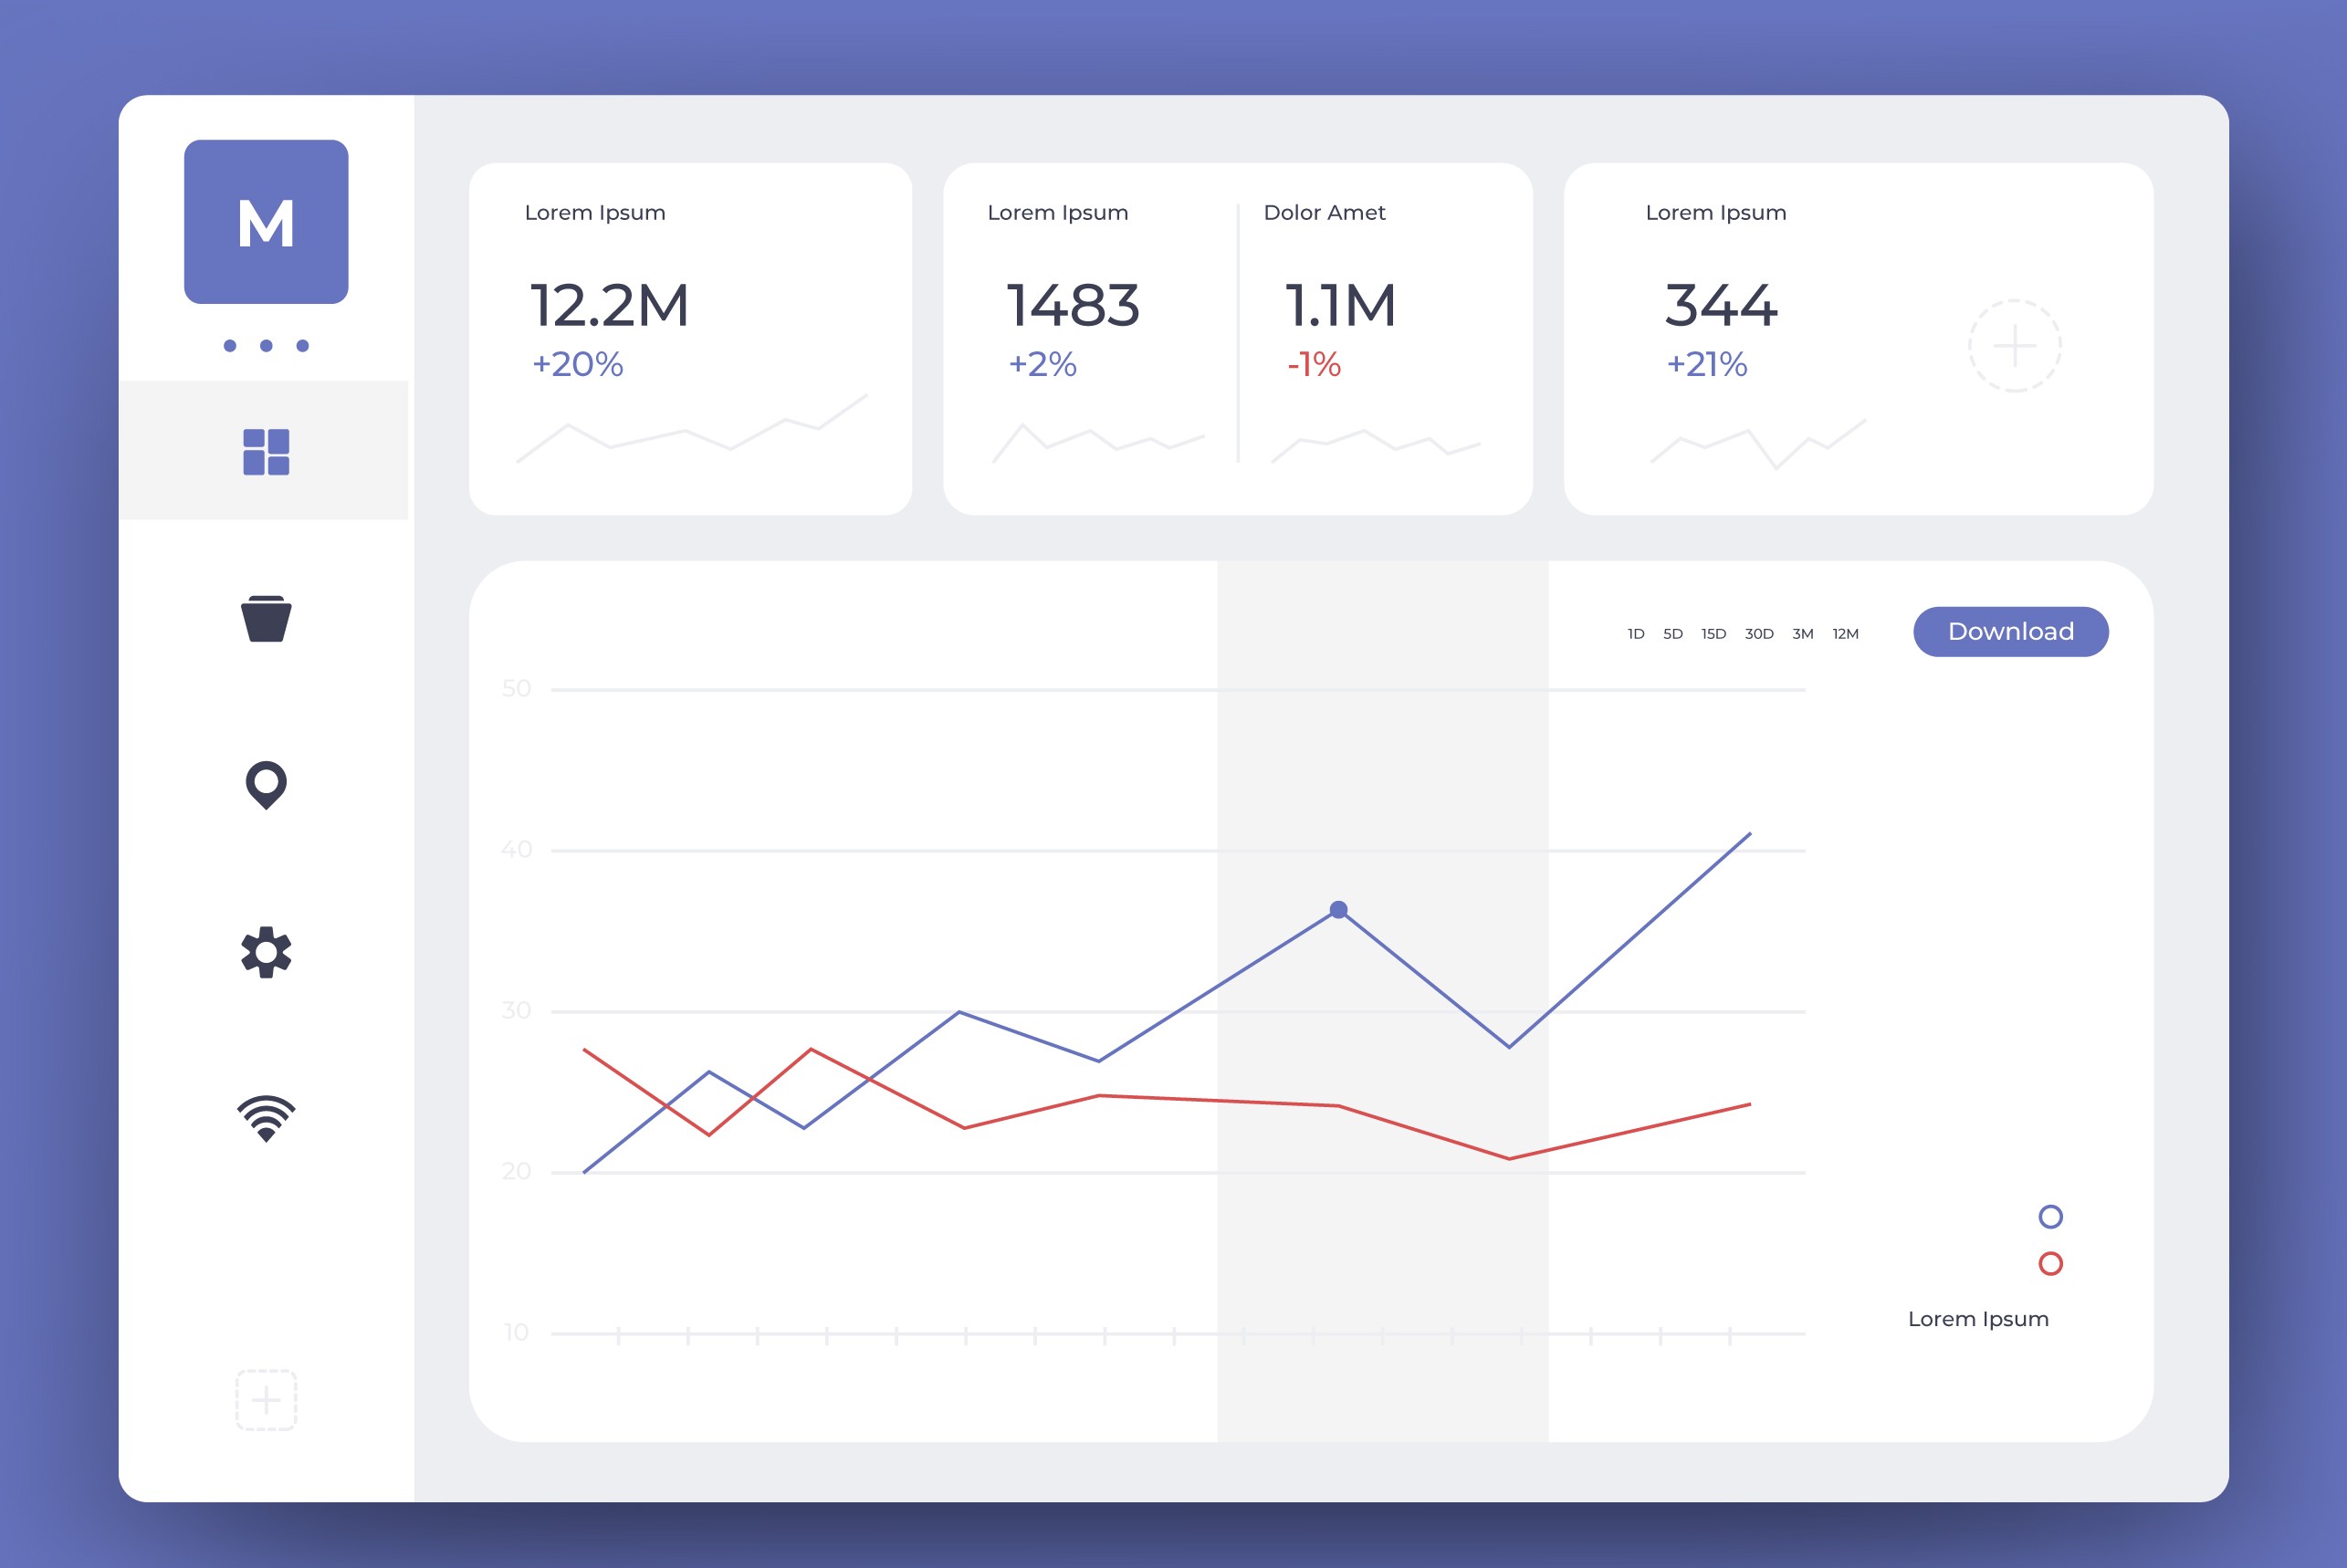 M
Lorem Ipsum
12.2M
+20%
Lorem Ipsum
1483
+2%
Dolor Amet
1.1M
-1%
Lorem Ipsum
344
+21%
1D 5D 15D 30D 3M 12M
Download
50
40
30
20
10
Lorem Ipsum